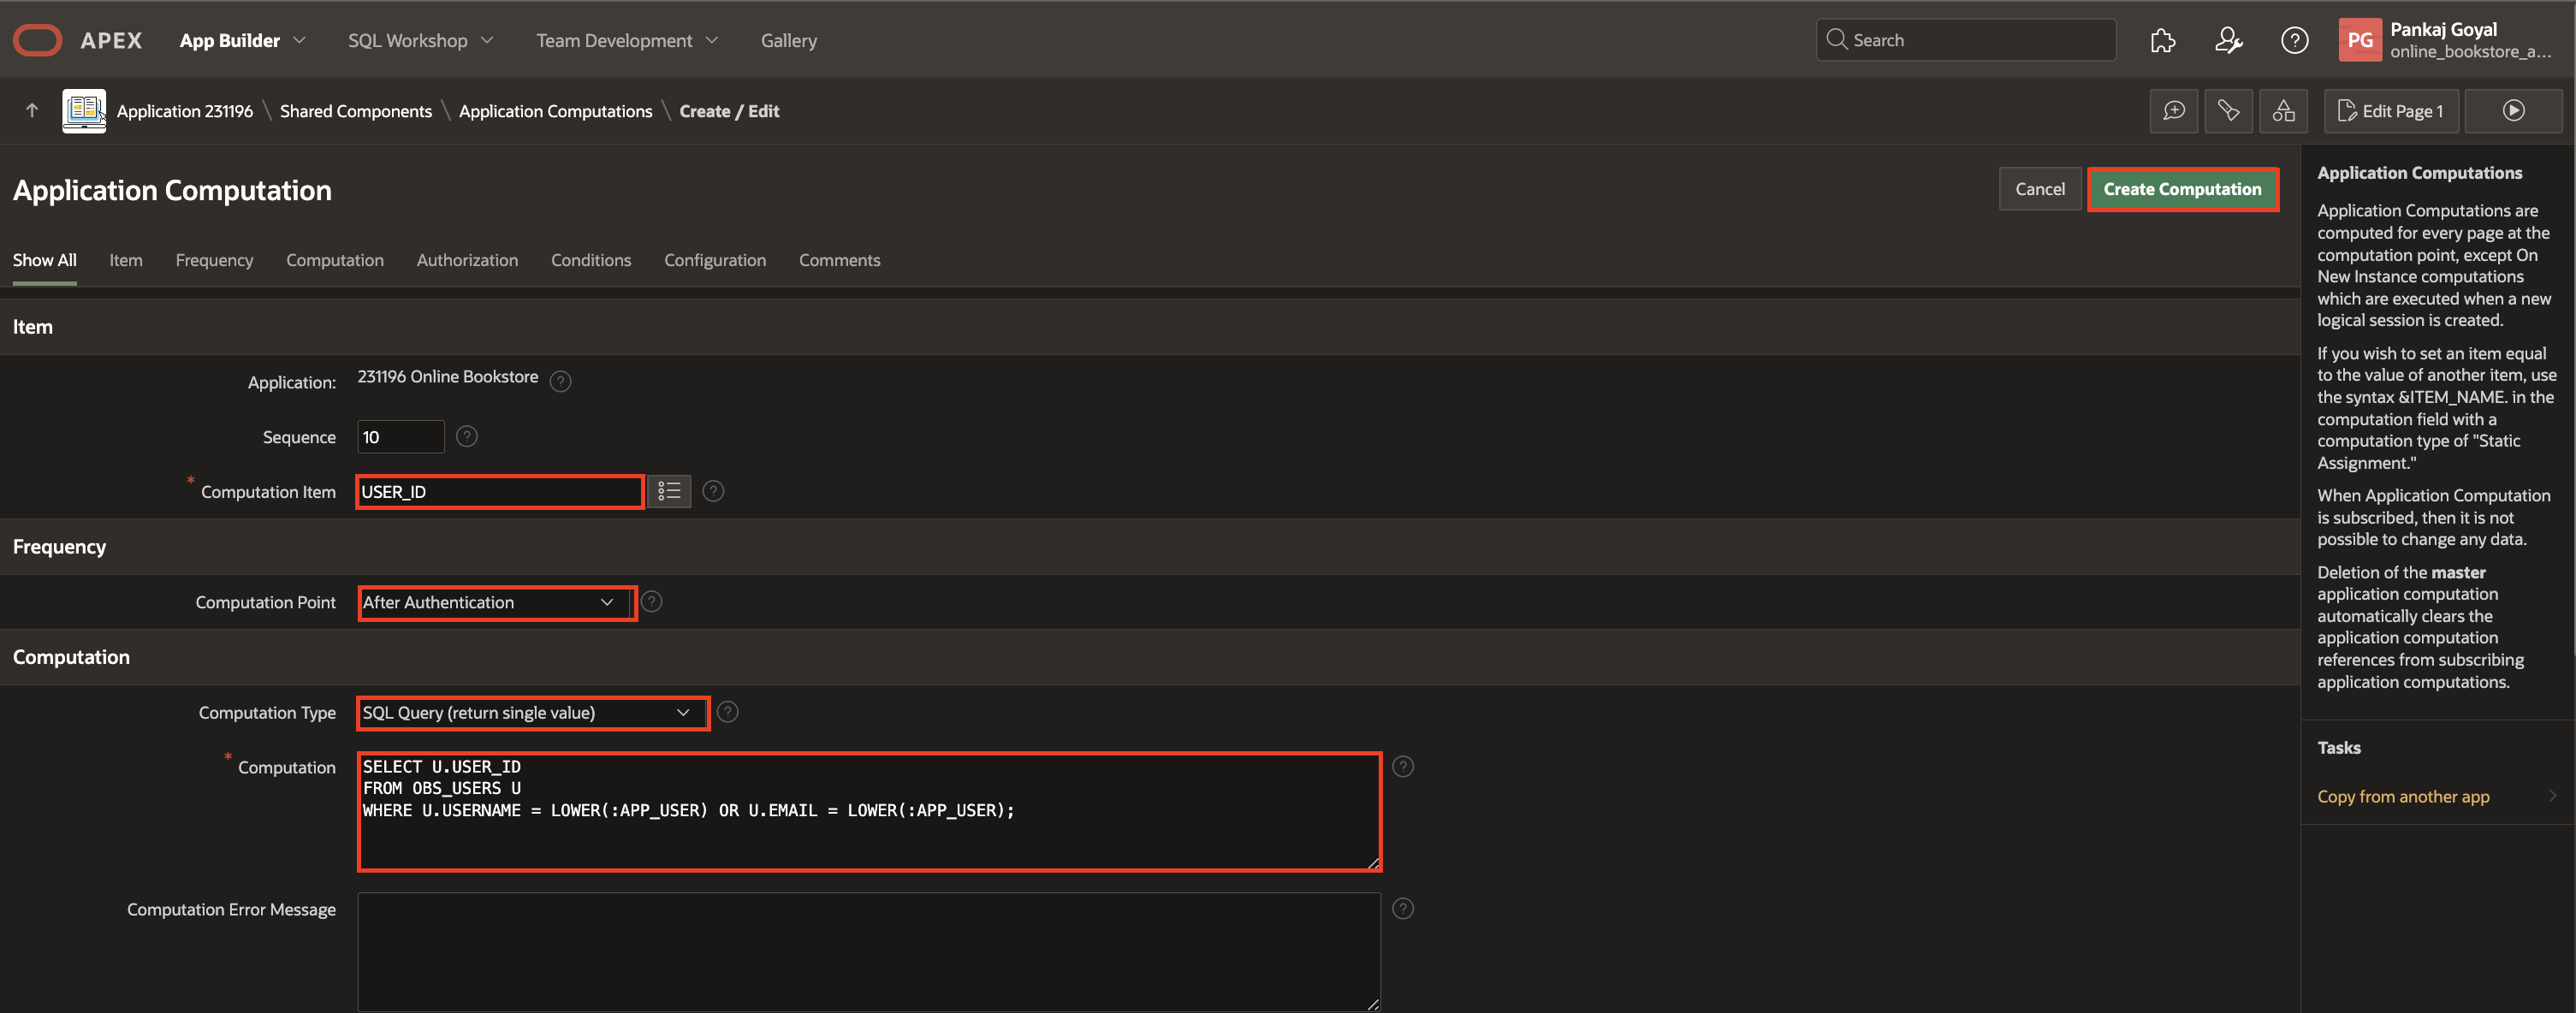 APEX App Builder SQL Workshop Team Development Gallery Search PG Pankaj Goyal
online_bookstore_a...
Application 231196 \ Shared Components \ Application Computations \ Create / Edit Edit Page 1
Application Computation Cancel Create Computation
Show All Item Frequency Computation Authorization Conditions Configuration Comments
Item
Application: 231196 Online Bookstore
Sequence 10
* Computation Item USER_ID
Frequency
Computation Point After Authentication
Computation
Computation Type SQL Query (return single value)
* Computation SELECT U.USER_ID
FROM OBS_USERS U
WHERE U.USERNAME = LOWER(:APP_USER) OR U.EMAIL = LOWER(:APP_USER);
Computation Error Message
Application Computations
Application Computations are
computed for every page at the
computation point, except On
New Instance computations
which are executed when a new
logical session is created.
If you wish to set an item equal
to the value of another item, use
the syntax &ITEM_NAME. in the
computation field with a
computation type of "Static
Assignment."
When Application Computation
is subscribed, then it is not
possible to change any data.
Deletion of the master
application computation
automatically clears the
application computation
references from subscribing
application computations.
Tasks
Copy from another app